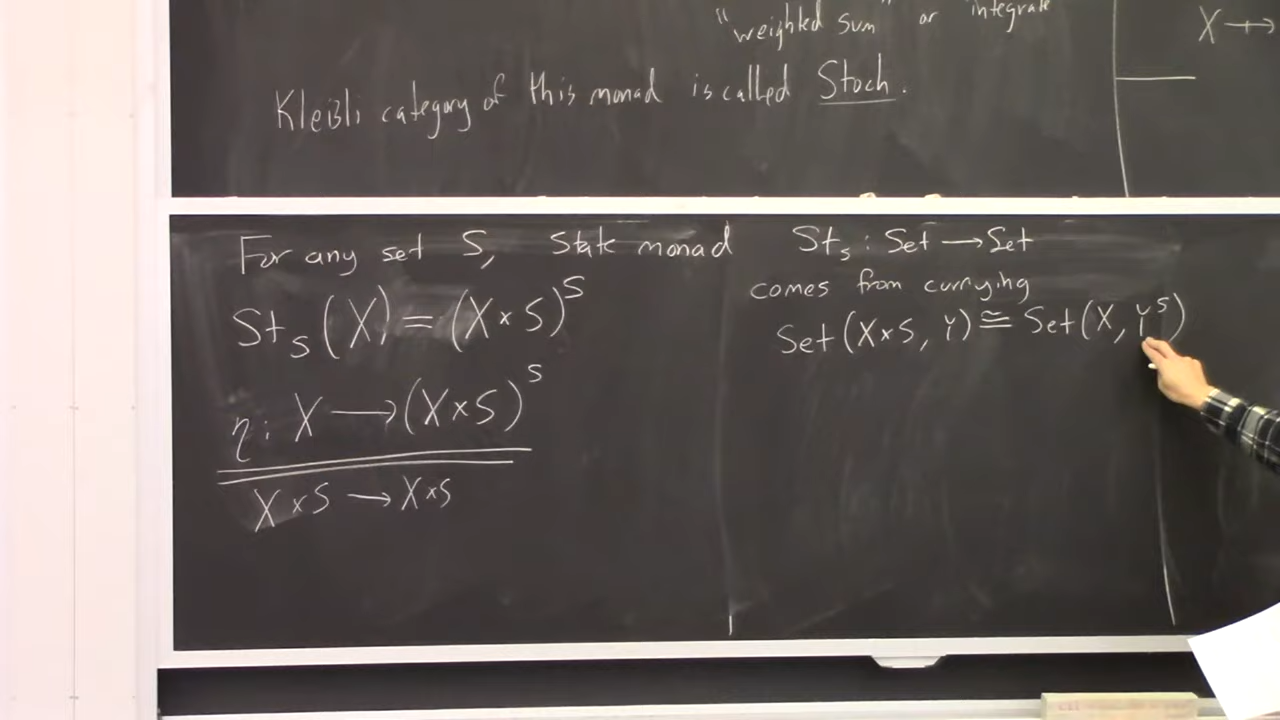 "weighted sum" or "integrate
X ⇸
Kleisli category of this monad is called Stoch.
For any set S, State monad
St_S(X) = (X × S)^S
η: X → (X × S)^S
X × S → X × S
St_S : Set → Set
comes from currying
Set(X × S, Y) ≅ Set(X, Y^S)